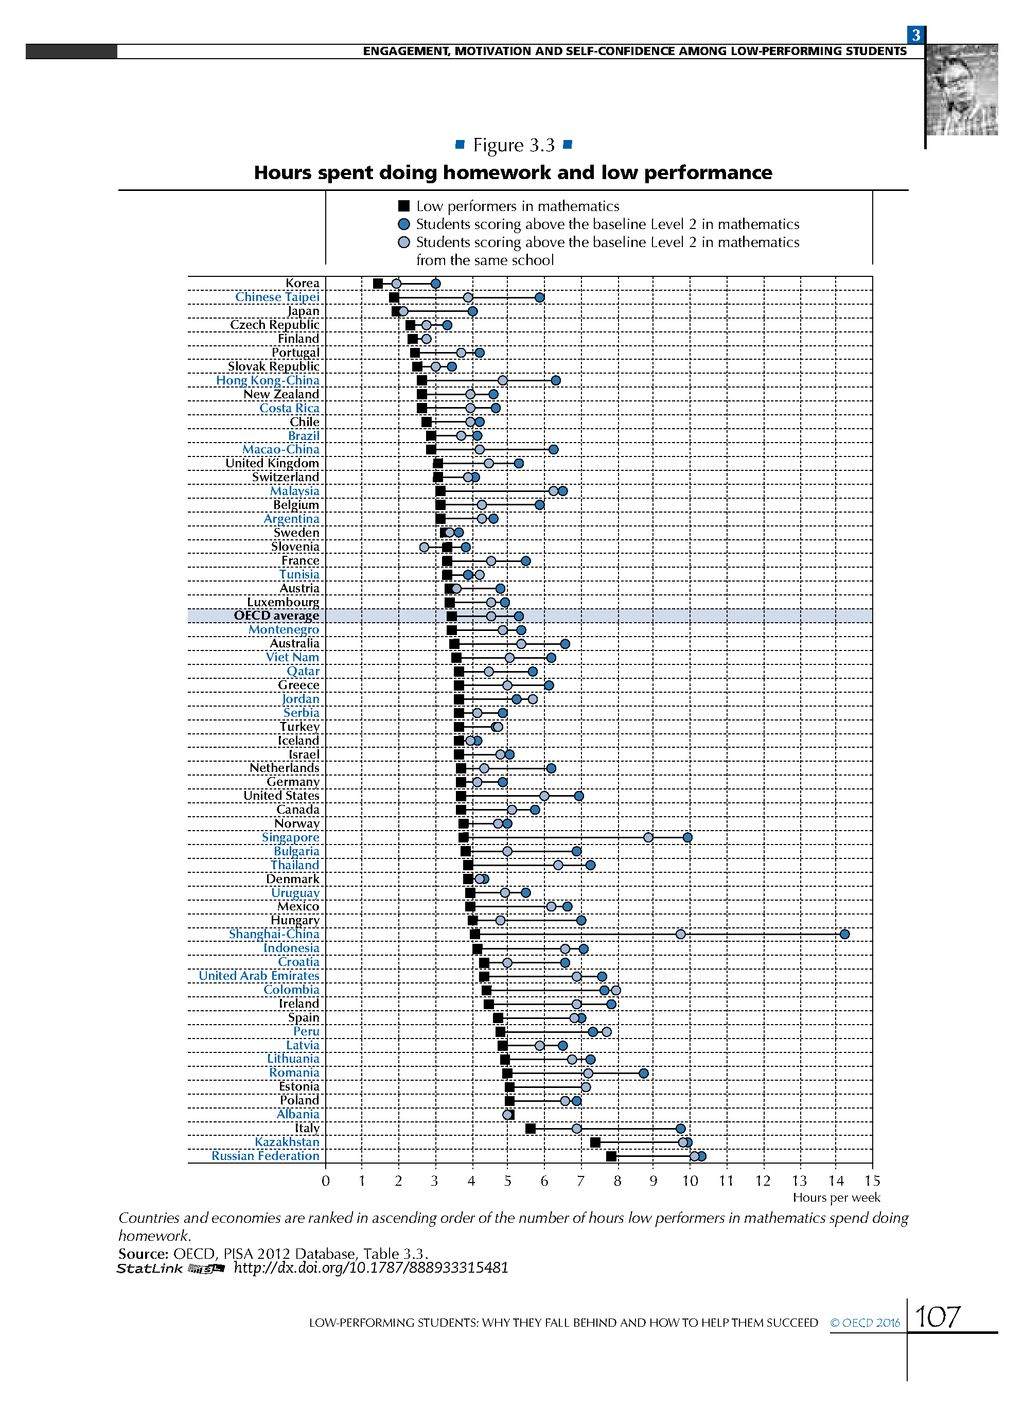 3
ENGAGEMENT, MOTIVATION AND SELF-CONFIDENCE AMONG LOW-PERFORMING STUDENTS
Figure 3.3
Hours spent doing homework and low performance
Low performers in mathematics
Students scoring above the baseline Level 2 in mathematics
Students scoring above the baseline Level 2 in mathematics
from the same school
Korea
Chinese Taipei
Japan
Czech Republic
Finland
Portugal
Slovak Republic
Hong Kong-China
New Zealand
Costa Rica
Chile
Brazil
Macao-China
United Kingdom
Switzerland
Malaysia
Belgium
Argentina
Sweden
Slovenia
France
Tunisia
Austria
Luxembourg
OECD average
Montenegro
Australia
Viet Nam
Qatar
Greece
Jordan
Serbia
Turkey
Iceland
Israel
Netherlands
Germany
United States
Canada
Norway
Singapore
Bulgaria
Thailand
Denmark
Uruguay
Mexico
Hungary
Shanghai-China
Indonesia
Croatia
United Arab Emirates
Colombia
Ireland
Spain
Peru
Latvia
Lithuania
Romania
Estonia
Poland
Albania
Italy
Kazakhstan
Russian Federation
0 1 2 3 4 5 6 7 8 9 10 11 12 13 14 15
Hours per week
Countries and economies are ranked in ascending order of the number of hours low performers in mathematics spend doing
homework.
Source: OECD, PISA 2012 Database, Table 3.3.
StatLink http://dx.doi.org/10.1787/888933315481
LOW-PERFORMING STUDENTS: WHY THEY FALL BEHIND AND HOW TO HELP THEM SUCCEED © OECD 2016 107